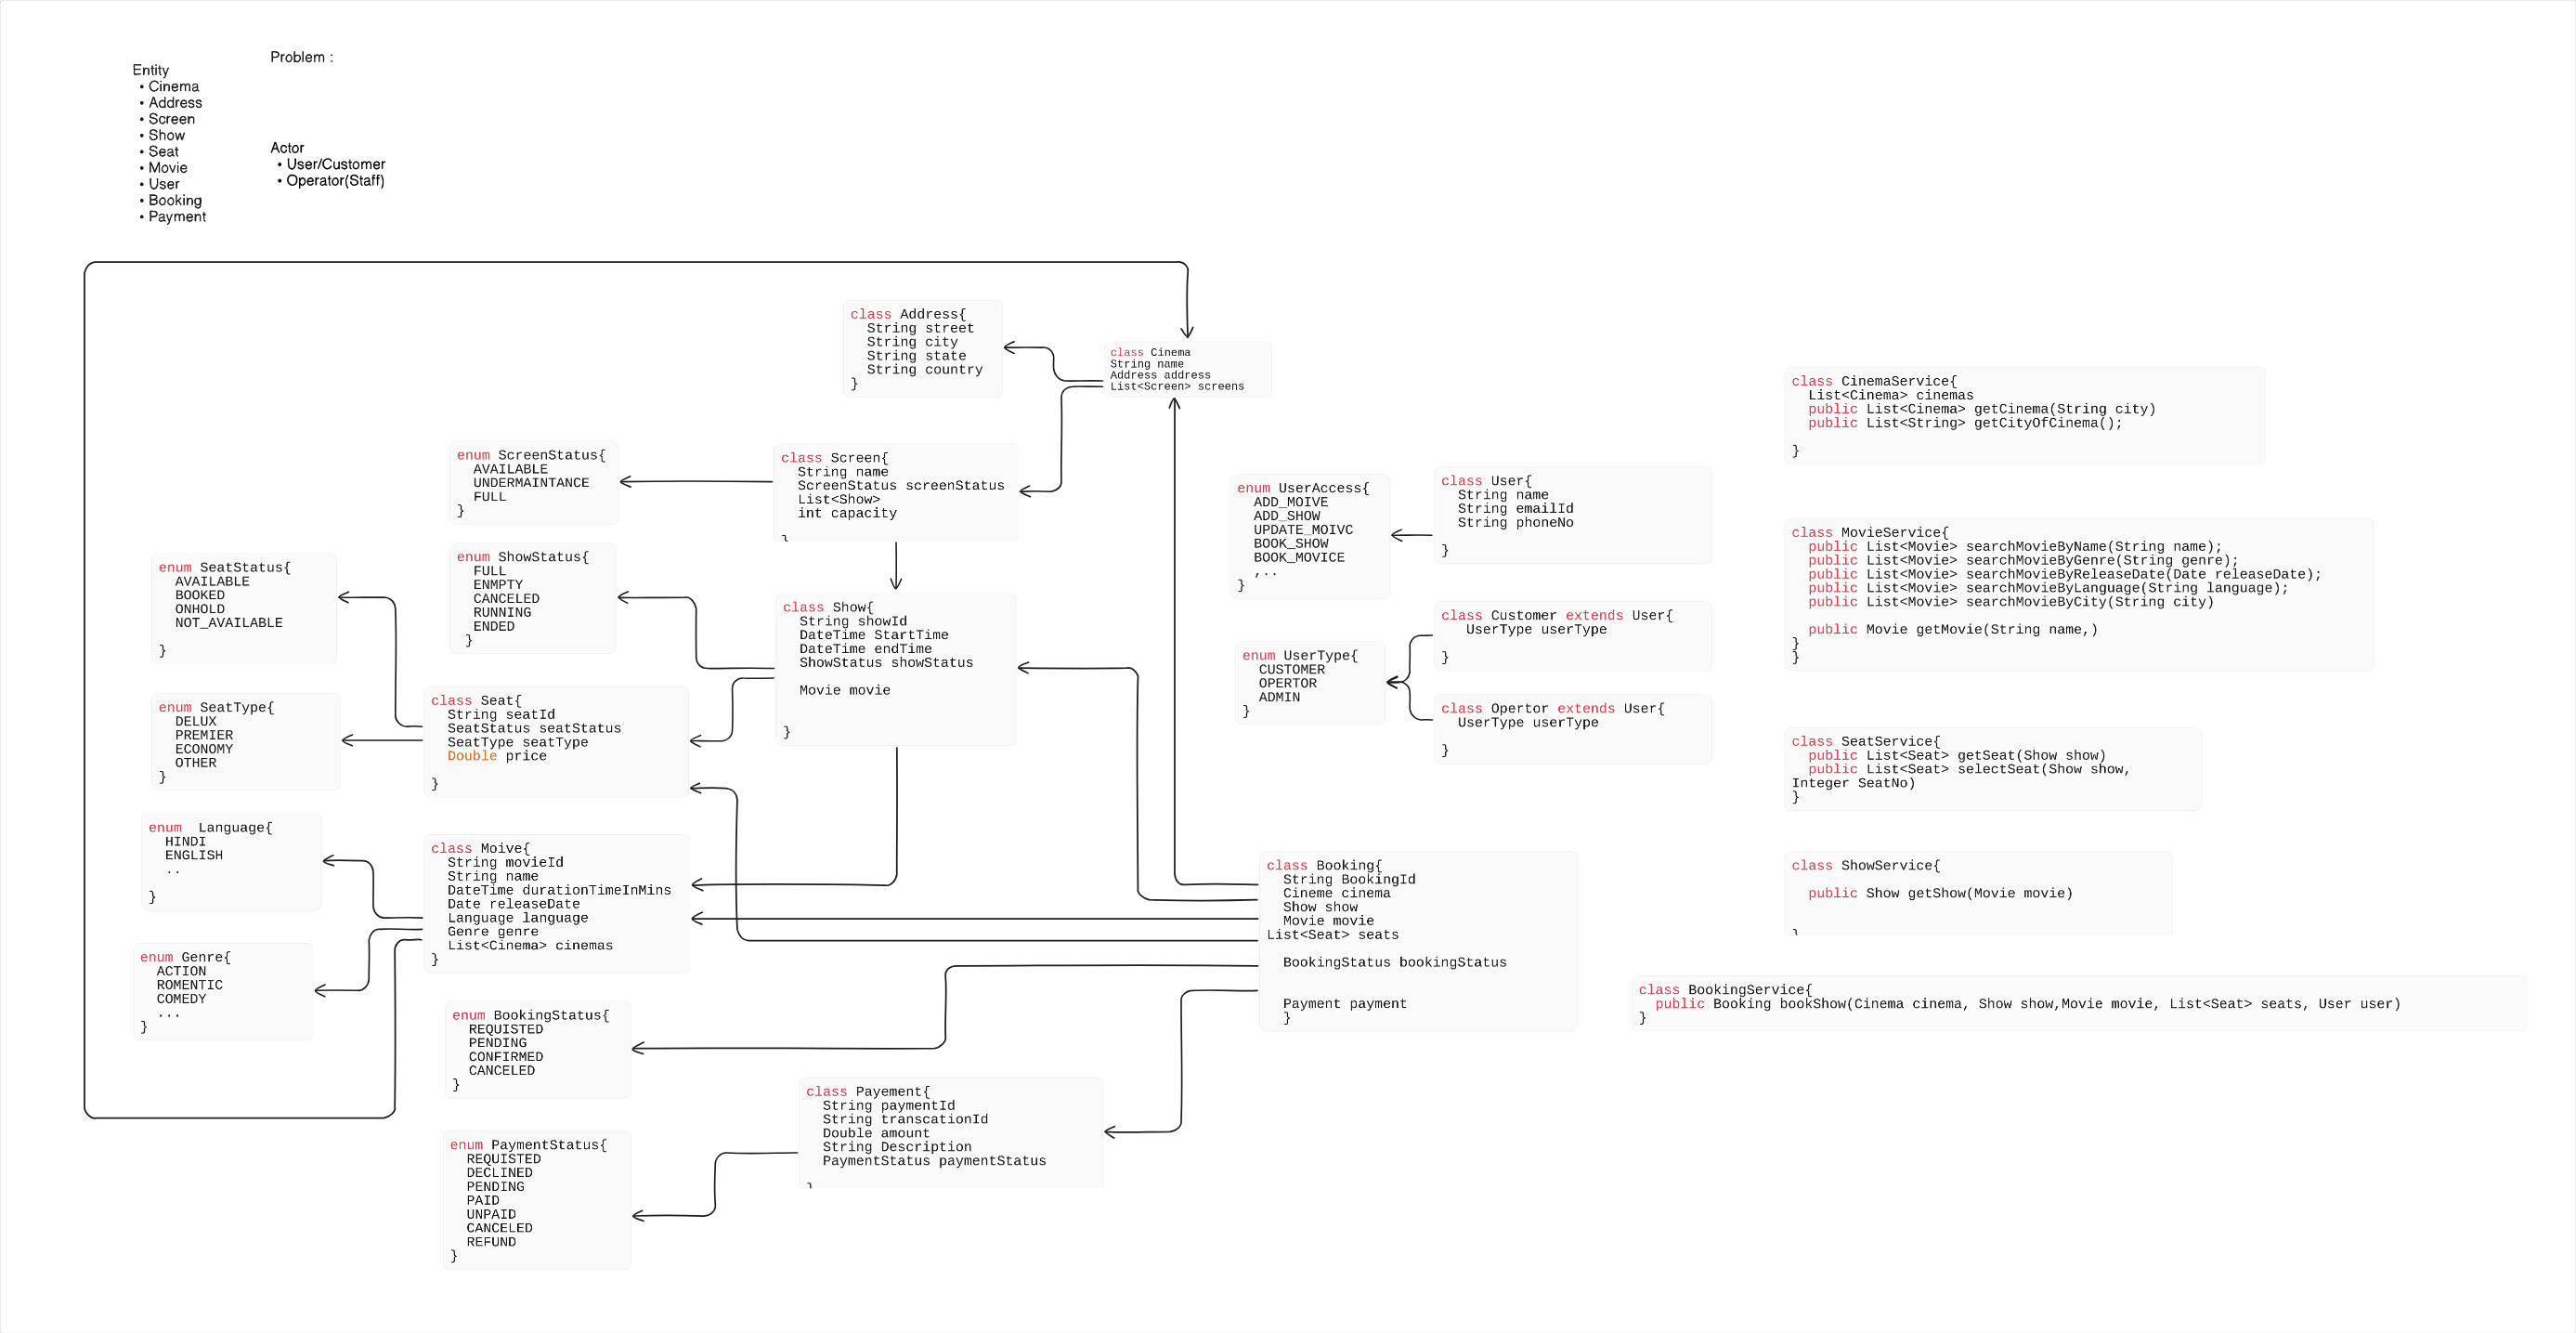 Problem :
Entity
• Cinema
• Address
• Screen
• Show
• Seat
• Movie
• User
• Booking
• Payment
Actor
• User/Customer
• Operator(Staff)
class Address{
String street
String city
String state
String country
}
class Cinema
String name
Address address
List<Screen> screens
enum ScreenStatus{
AVAILABLE
UNDERMAINTANCE
FULL
}
class Screen{
String name
ScreenStatus screenStatus
List<Show>
int capacity
}
enum SeatStatus{
AVAILABLE
BOOKED
ONHOLD
NOT_AVAILABLE
}
enum ShowStatus{
FULL
ENMPTY
CANCELED
RUNNING
ENDED
}
class Show{
String showId
DateTime StartTime
DateTime endTime
ShowStatus showStatus
Movie movie
}
enum SeatType{
DELUX
PREMIER
ECONOMY
OTHER
}
class Seat{
String seatId
SeatStatus seatStatus
SeatType seatType
Double price
}
enum Language{
HINDI
ENGLISH
..
}
class Moive{
String movieId
String name
DateTime durationTimeInMins
Date releaseDate
Language language
Genre genre
List<Cinema> cinemas
}
enum Genre{
ACTION
ROMENTIC
COMEDY
...
}
enum BookingStatus{
REQUISTED
PENDING
CONFIRMED
CANCELED
}
class Payement{
String paymentId
String transcationId
Double amount
String Description
PaymentStatus paymentStatus
}
enum PaymentStatus{
REQUISTED
DECLINED
PENDING
PAID
UNPAID
CANCELED
REFUND
}
enum UserAccess{
ADD_MOIVE
ADD_SHOW
UPDATE_MOIVC
BOOK_SHOW
BOOK_MOVICE
,..
}
class User{
String name
String emailId
String phoneNo
}
enum UserType{
CUSTOMER
OPERTOR
ADMIN
}
class Customer extends User{
UserType userType
}
class Opertor extends User{
UserType userType
}
class Booking{
String BookingId
Cineme cinema
Show show
Movie movie
List<Seat> seats
BookingStatus bookingStatus
Payment payment
}
class CinemaService{
List<Cinema> cinemas
public List<Cinema> getCinema(String city)
public List<String> getCityOfCinema();
}
class MovieService{
public List<Movie> searchMovieByName(String name);
public List<Movie> searchMovieByGenre(String genre);
public List<Movie> searchMovieByReleaseDate(Date releaseDate);
public List<Movie> searchMovieByLanguage(String language);
public List<Movie> searchMovieByCity(String city)
public Movie getMovie(String name,)
}
}
class SeatService{
public List<Seat> getSeat(Show show)
public List<Seat> selectSeat(Show show,
Integer SeatNo)
}
class ShowService{
public Show getShow(Movie movie)
}
class BookingService{
public Booking bookShow(Cinema cinema, Show show,Movie movie, List<Seat> seats, User user)
}